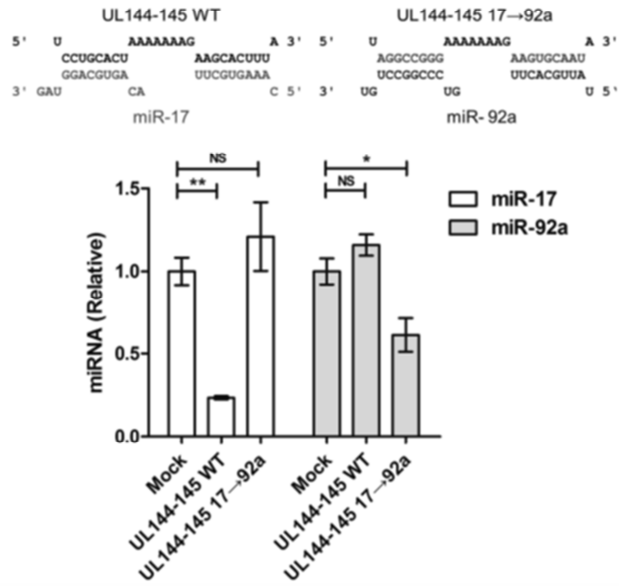 UL144-145 WT
5' U AAAAAAAG A 3'
CCUGCACU AAGCACUUU
GGACGUGA UUCGUGAAA
3' GAU CA C 5'
miR-17
UL144-145 17→92a
5' U AAAAAAAG A 3'
AGGCCGGG AAGUGCAAU
UCCGGCCC UUCACGUUA
3' UG UG U 5'
miR- 92a
NS
**
*
NS
miR-17
miR-92a
miRNA (Relative)
1.5
1.0
0.5
0.0
Mock
UL144-145 WT
UL144-145 17→92a
Mock
UL144-145 WT
UL144-145 17→92a